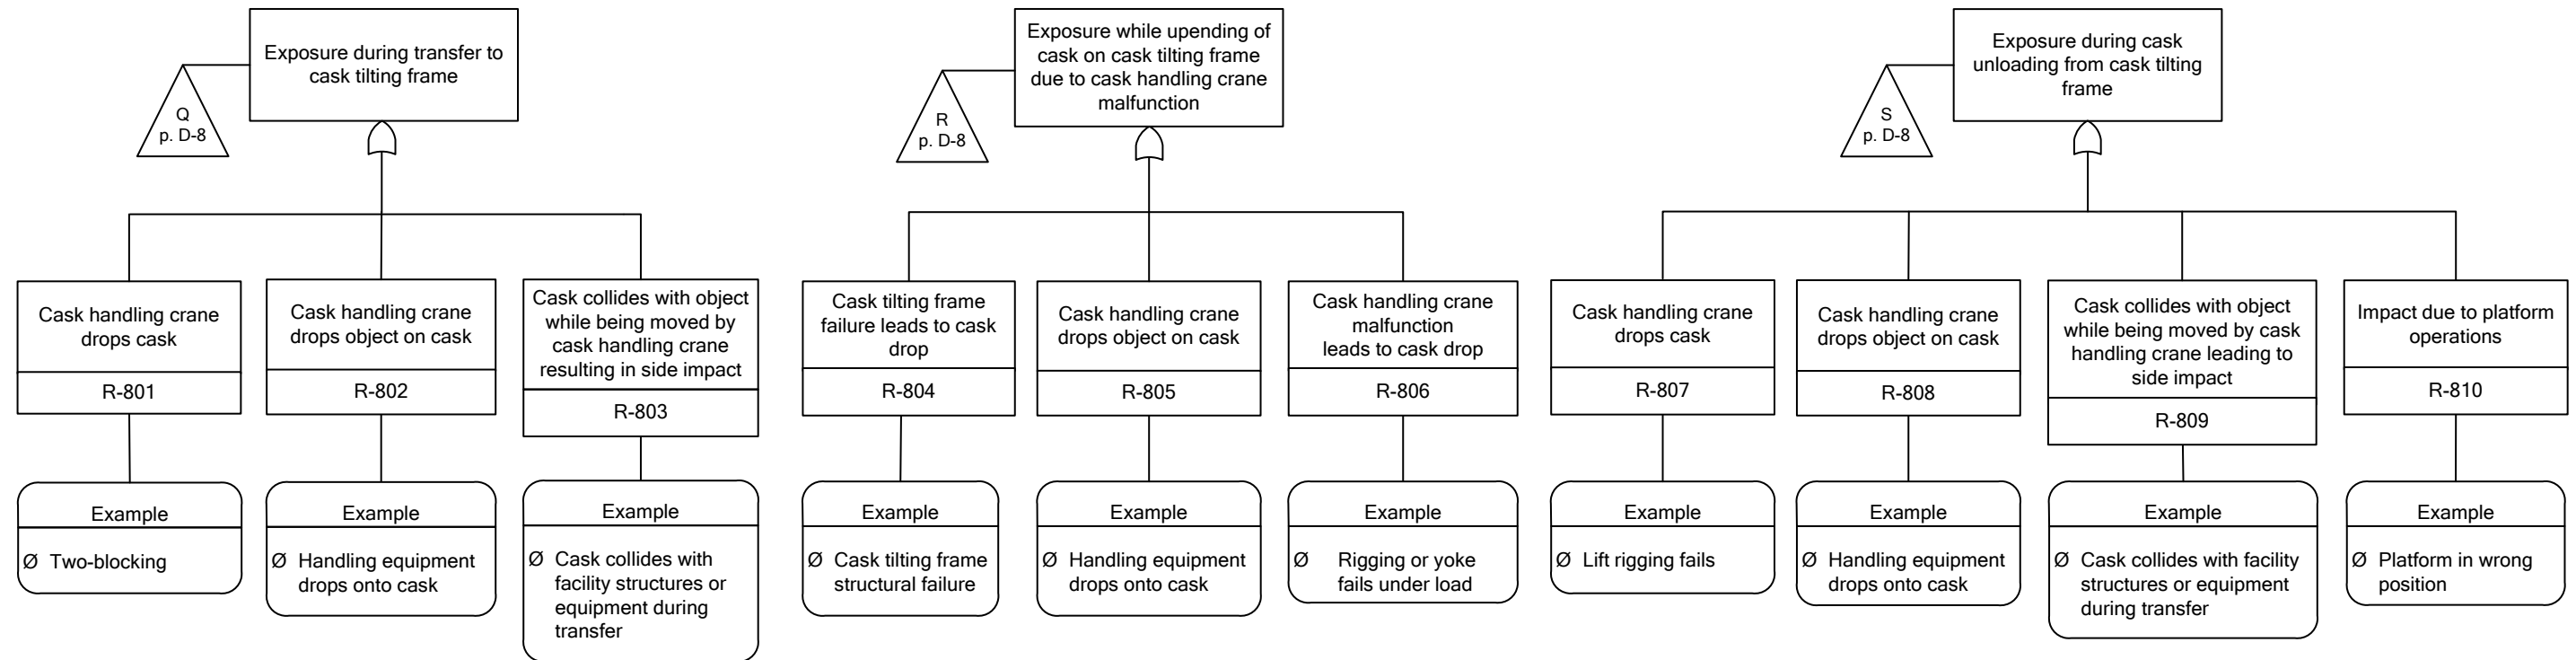 Exposure during transfer to
cask tilting frame
Q
p. D-8
Exposure while upending of
cask on cask tilting frame
due to cask handling crane
malfunction
R
p. D-8
Exposure during cask
unloading from cask tilting
frame
S
p. D-8
Cask handling crane
drops cask
R-801
Cask handling crane
drops object on cask
R-802
Cask collides with object
while being moved by
cask handling crane
resulting in side impact
R-803
Cask tilting frame
failure leads to cask
drop
R-804
Cask handling crane
drops object on cask
R-805
Cask handling crane
malfunction
leads to cask drop
R-806
Cask handling crane
drops cask
R-807
Cask handling crane
drops object on cask
R-808
Cask collides with object
while being moved by cask
handling crane leading to
side impact
R-809
Impact due to platform
operations
R-810
Example
Ø Two-blocking
Example
Ø Handling equipment
drops onto cask
Example
Ø Cask collides with
facility structures or
equipment during
transfer
Example
Ø Cask tilting frame
structural failure
Example
Ø Handling equipment
drops onto cask
Example
Ø Rigging or yoke
fails under load
Example
Ø Lift rigging fails
Example
Ø Handling equipment
drops onto cask
Example
Ø Cask collides with facility
structures or equipment
during transfer
Example
Ø Platform in wrong
position